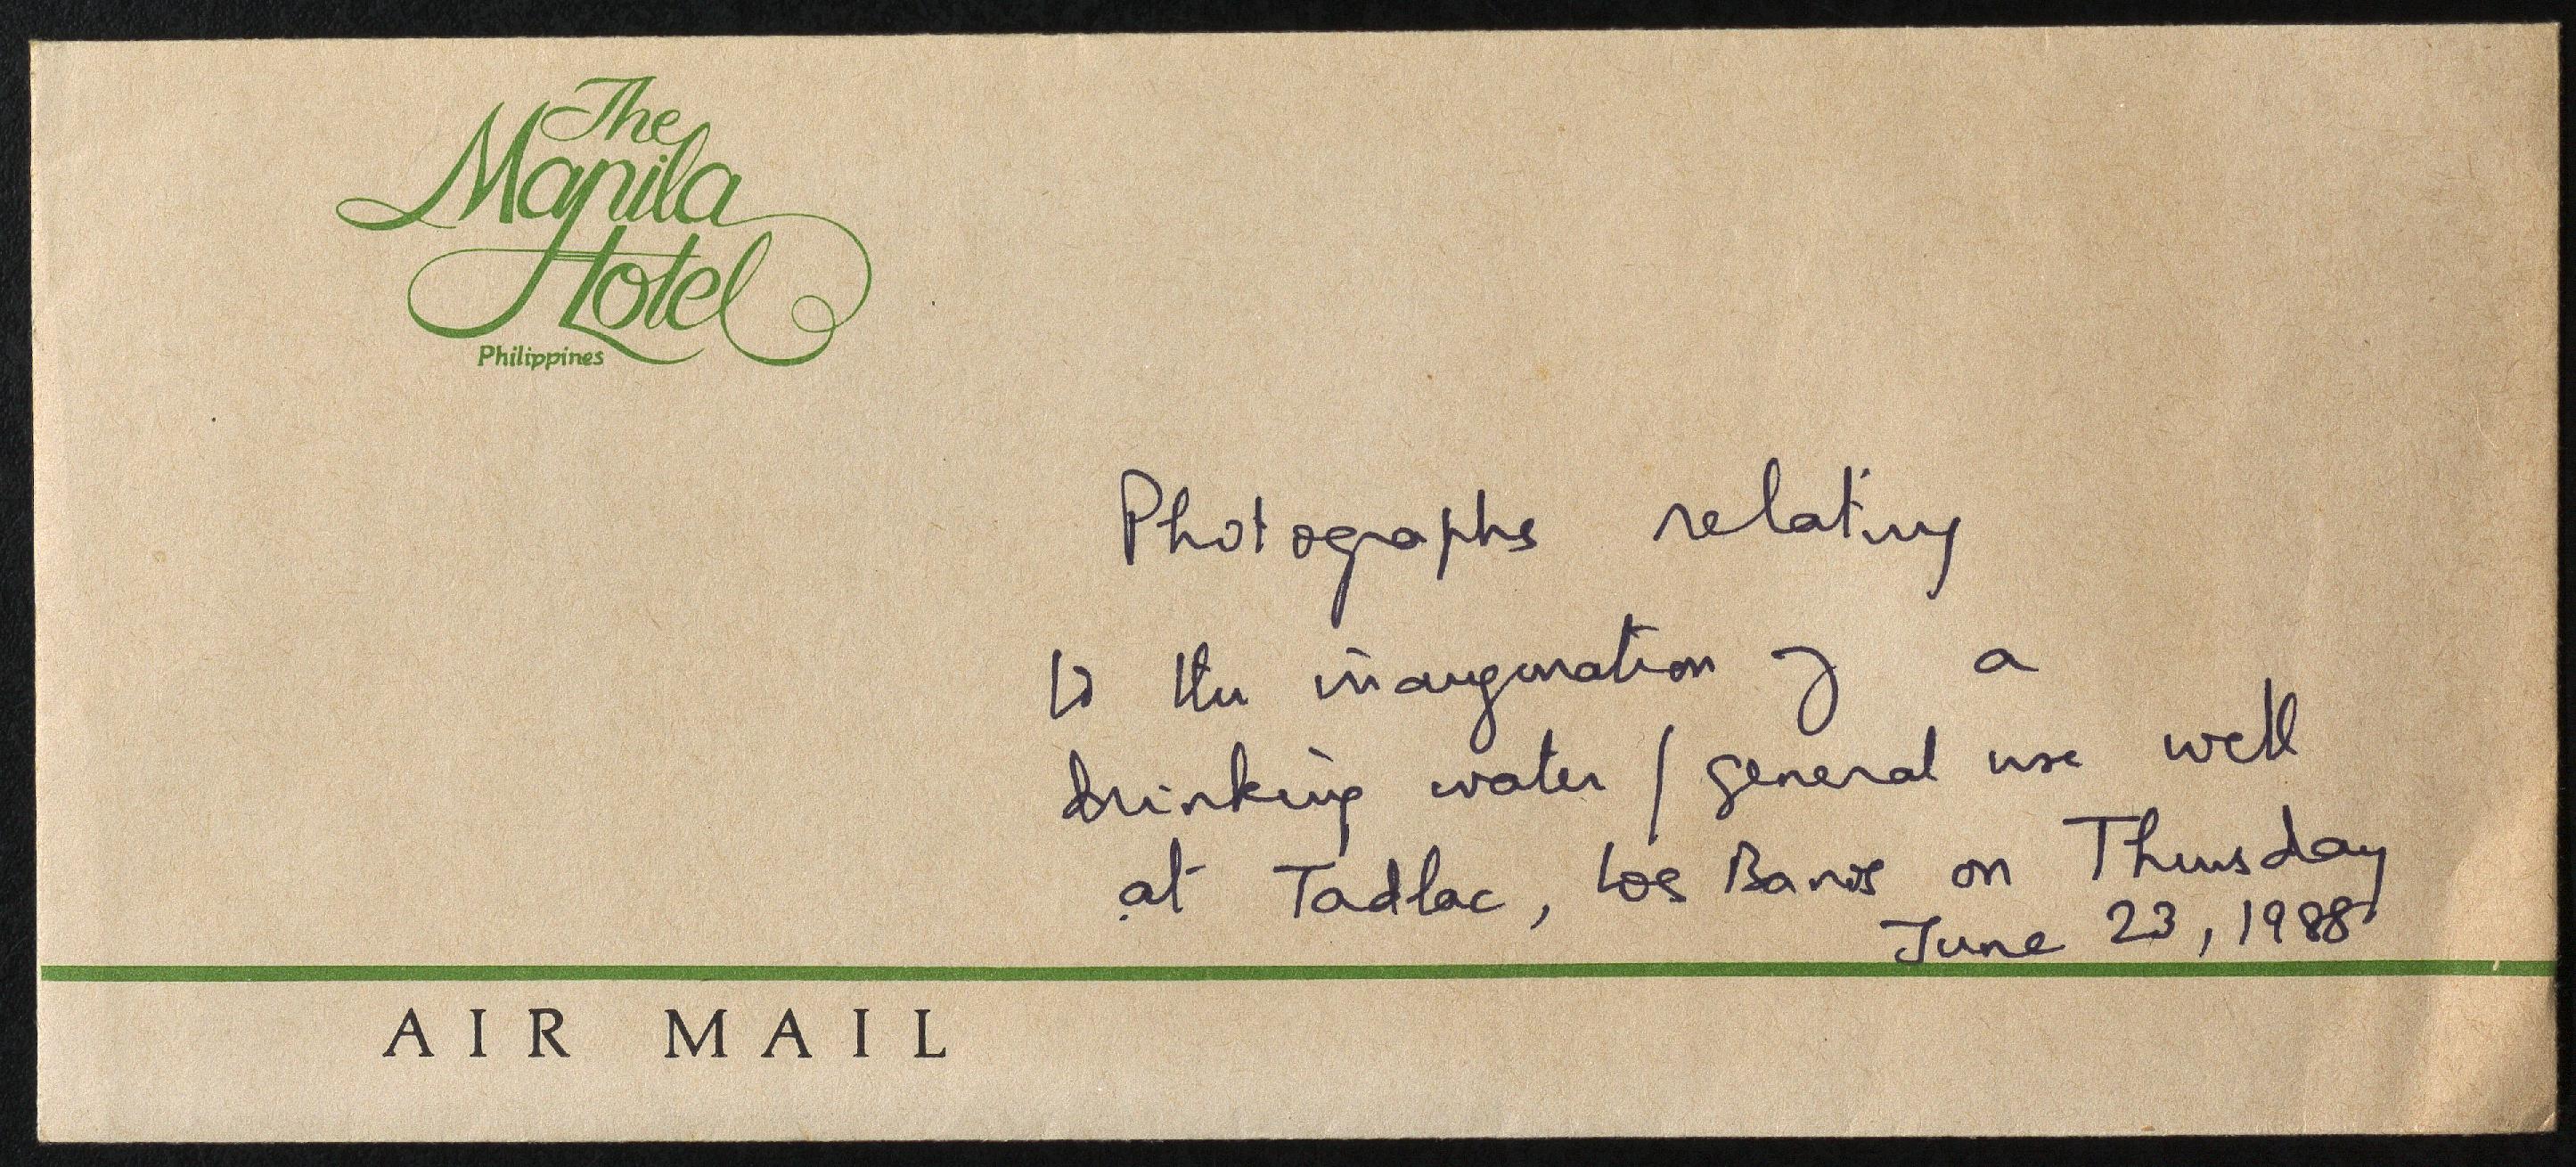 The
Manila
Hotel
Philippines
Photographs relating
to the inauguration of a
drinking water / general use well
at Tadlac, Los Banos on Thursday
June 23, 1988
AIR MAIL